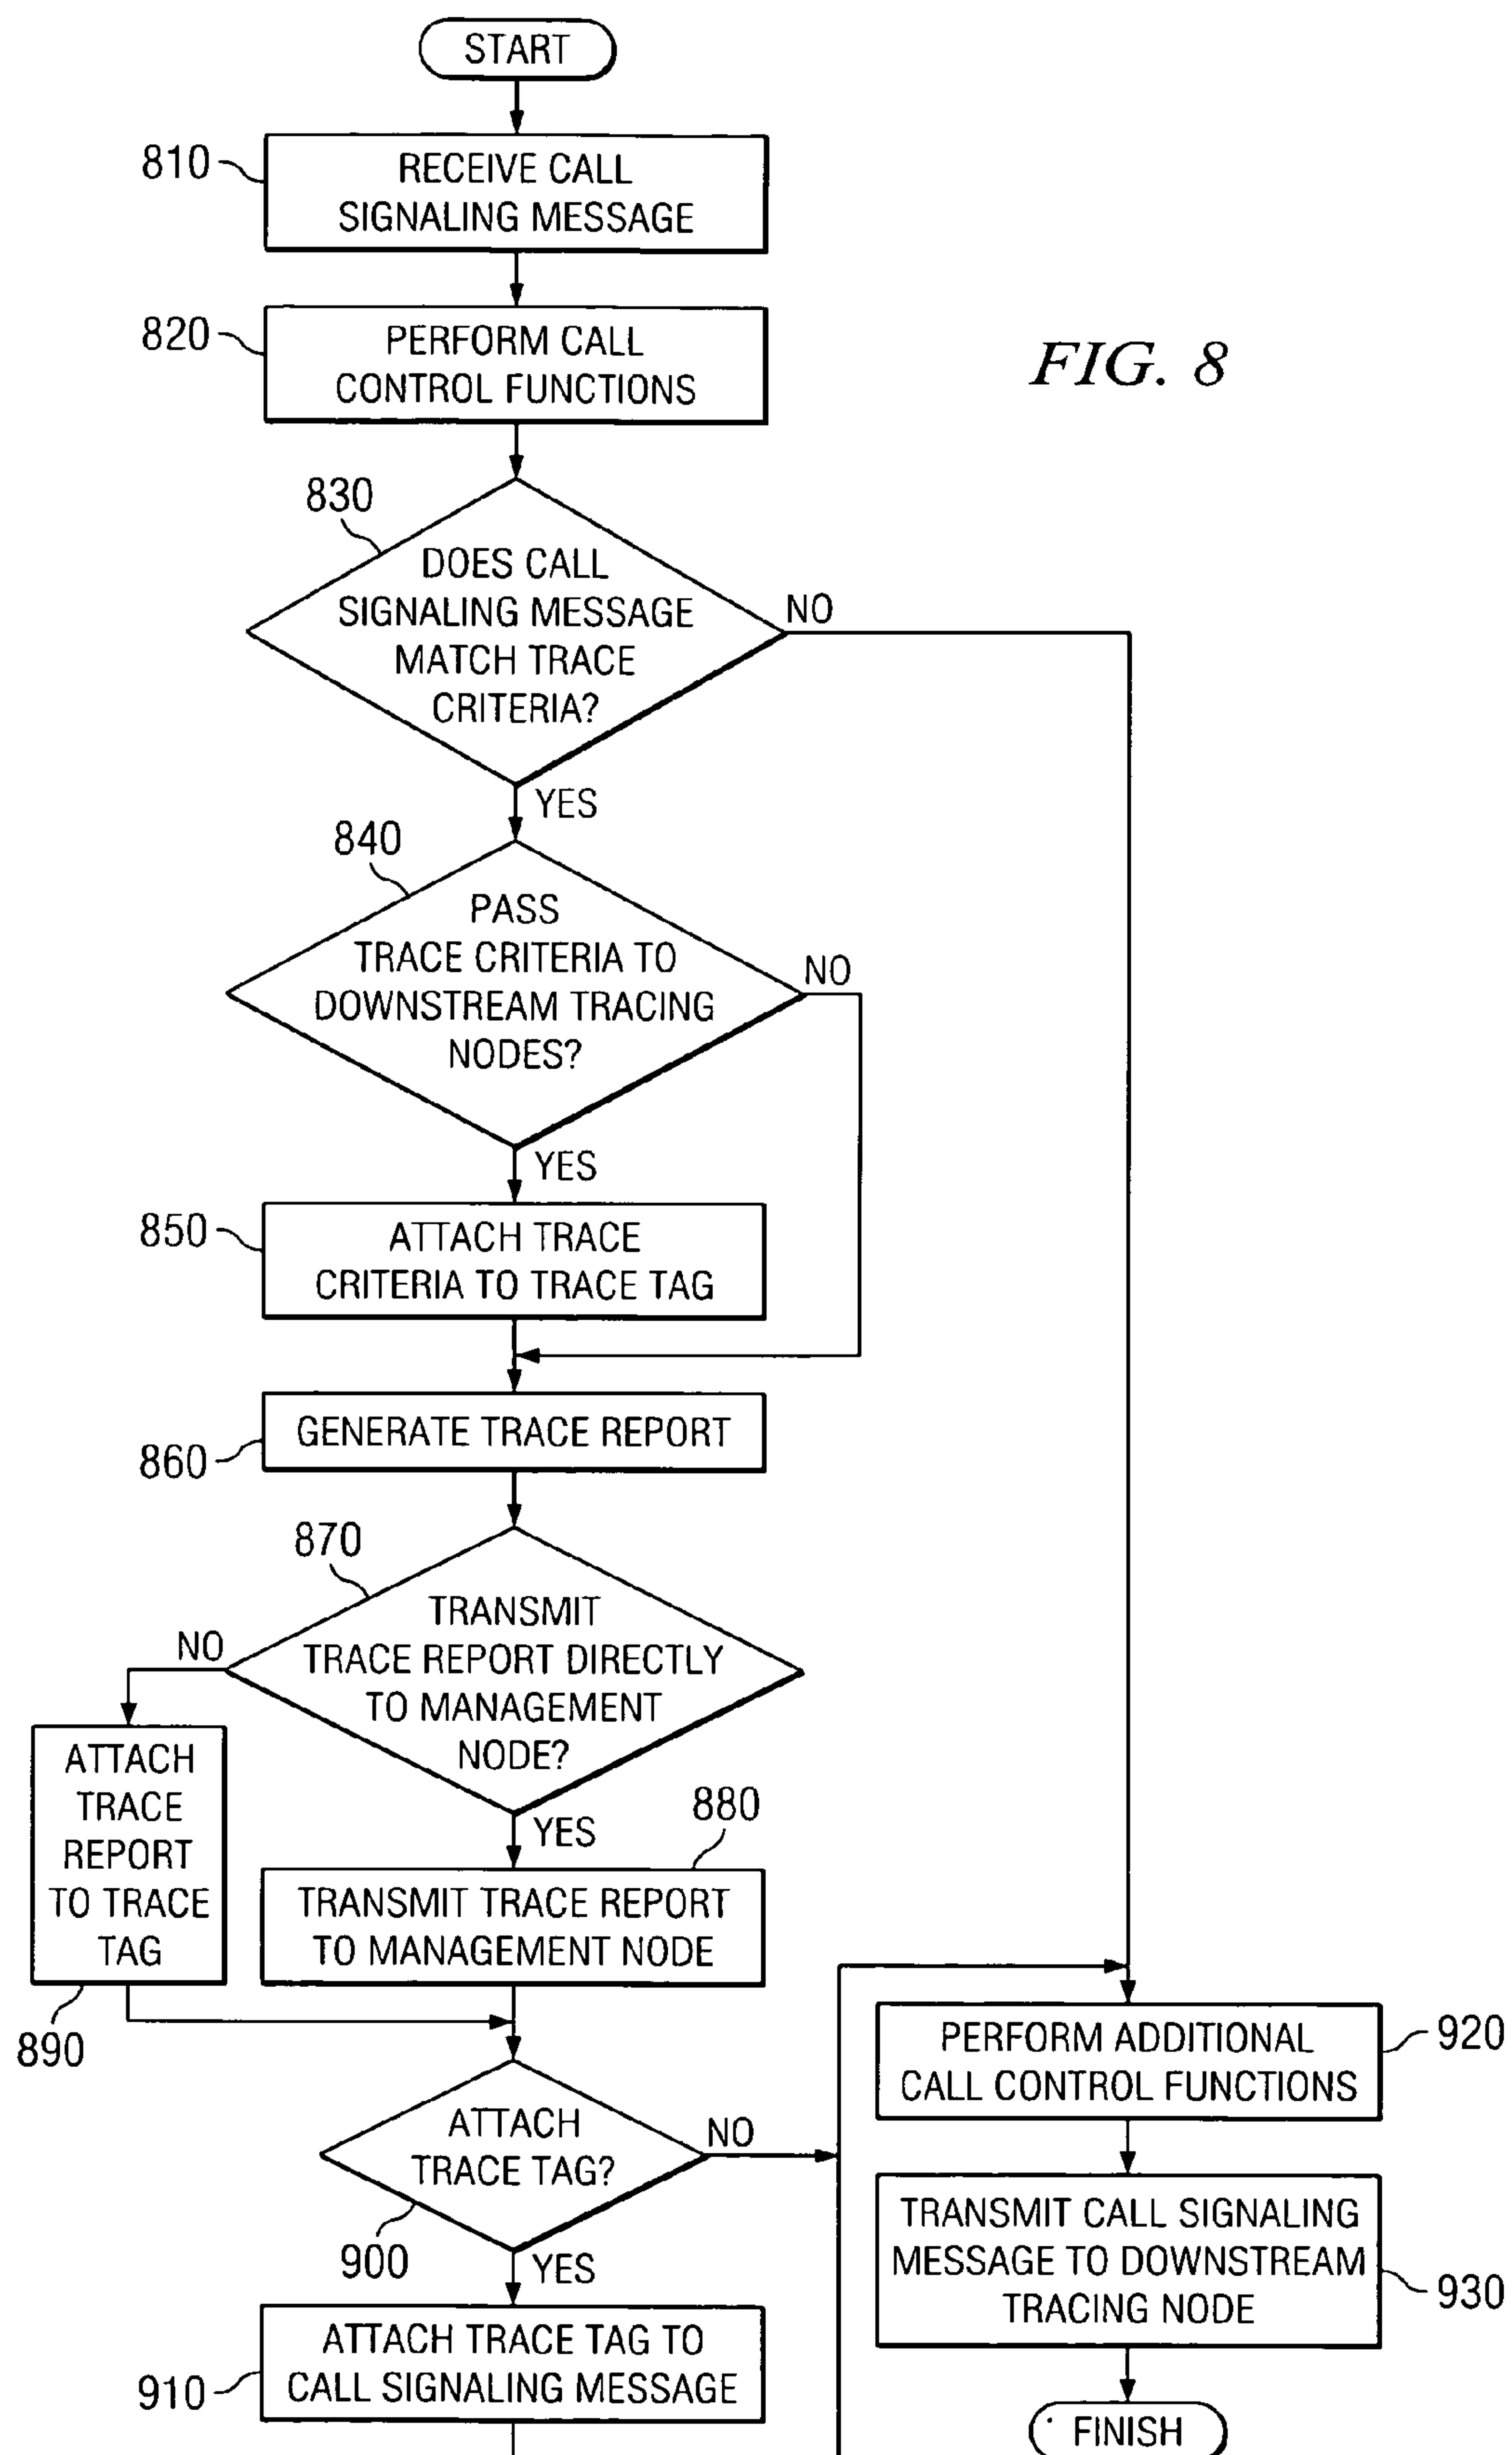 START
810
RECEIVE CALL
SIGNALING MESSAGE
820
PERFORM CALL
CONTROL FUNCTIONS
FIG. 8
830
DOES CALL
SIGNALING MESSAGE
MATCH TRACE
CRITERIA?
NO
YES
840
PASS
TRACE CRITERIA TO
DOWNSTREAM TRACING
NODES?
NO
YES
850
ATTACH TRACE
CRITERIA TO TRACE TAG
860
GENERATE TRACE REPORT
870
TRANSMIT
TRACE REPORT DIRECTLY
TO MANAGEMENT
NODE?
NO
YES
ATTACH
TRACE
REPORT
TO TRACE
TAG
890
880
TRANSMIT TRACE REPORT
TO MANAGEMENT NODE
ATTACH
TRACE TAG?
NO
900
YES
910
ATTACH TRACE TAG TO
CALL SIGNALING MESSAGE
PERFORM ADDITIONAL
CALL CONTROL FUNCTIONS
920
TRANSMIT CALL SIGNALING
MESSAGE TO DOWNSTREAM
TRACING NODE
930
FINISH